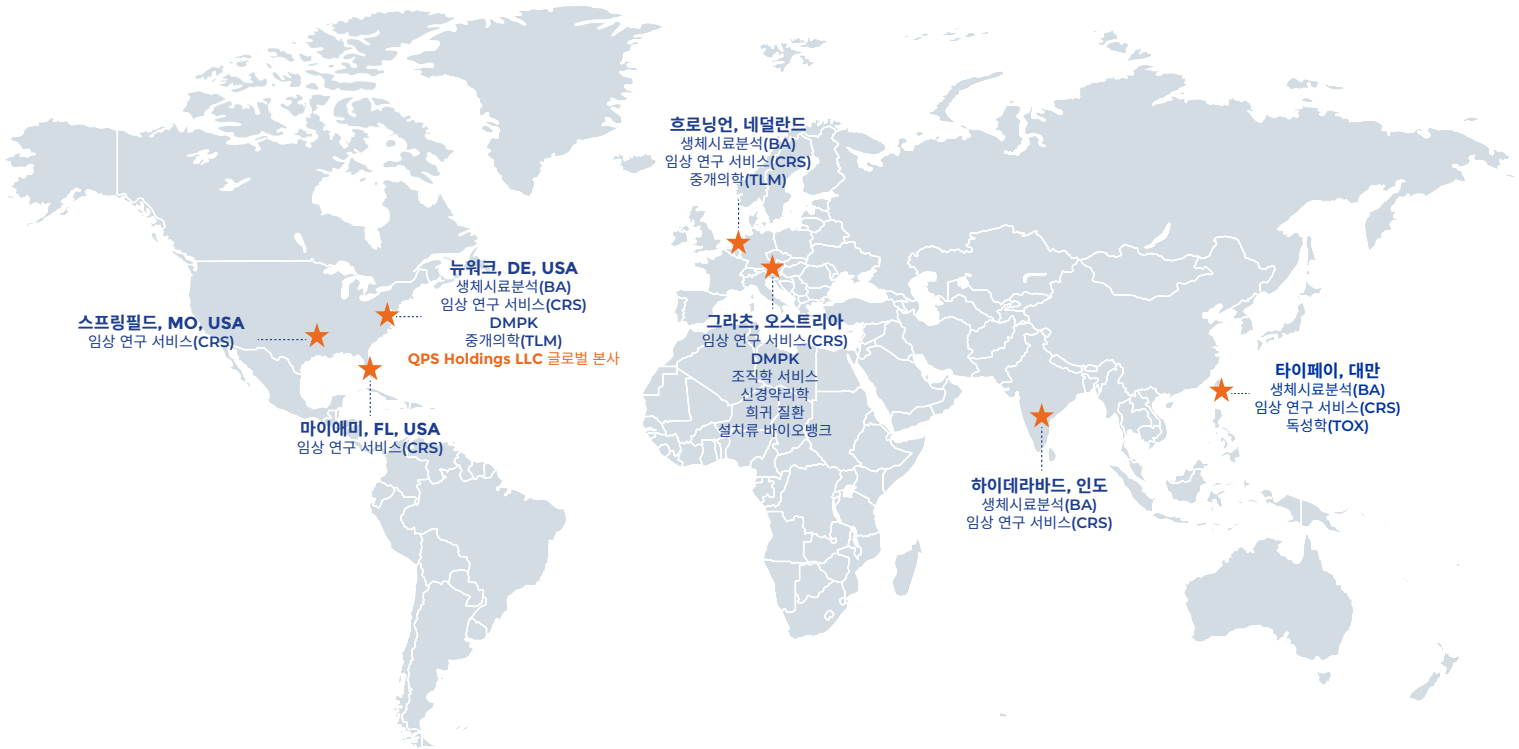 흐로닝언, 네덜란드
생체시료분석(BA)
임상 연구 서비스(CRS)
중개의학(TLM)
뉴워크, DE, USA
생체시료분석(BA)
임상 연구 서비스(CRS)
DMPK
중개의학(TLM)
QPS Holdings LLC 글로벌 본사
스프링필드, MO, USA
임상 연구 서비스(CRS)
마이애미, FL, USA
임상 연구 서비스(CRS)
그라츠, 오스트리아
임상 연구 서비스(CRS)
DMPK
조직학 서비스
신경약리학
희귀 질환
설치류 바이오뱅크
타이페이, 대만
생체시료분석(BA)
임상 연구 서비스(CRS)
독성학(TOX)
하이데라바드, 인도
생체시료분석(BA)
임상 연구 서비스(CRS)